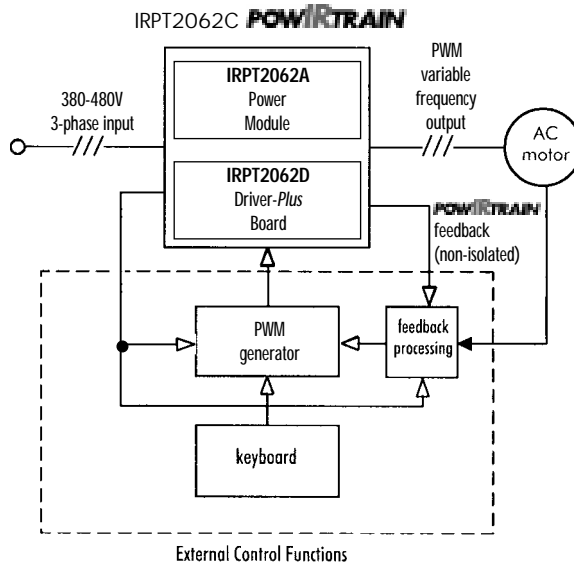 IRPT2062C POWIRTRAIN
IRPT2062A
Power
Module
380-480V
3-phase input
PWM
variable
frequency
output
AC
motor
IRPT2062D
Driver-Plus
Board
POWIRTRAIN
feedback
(non-isolated)
PWM
generator
feedback
processing
keyboard
External Control Functions